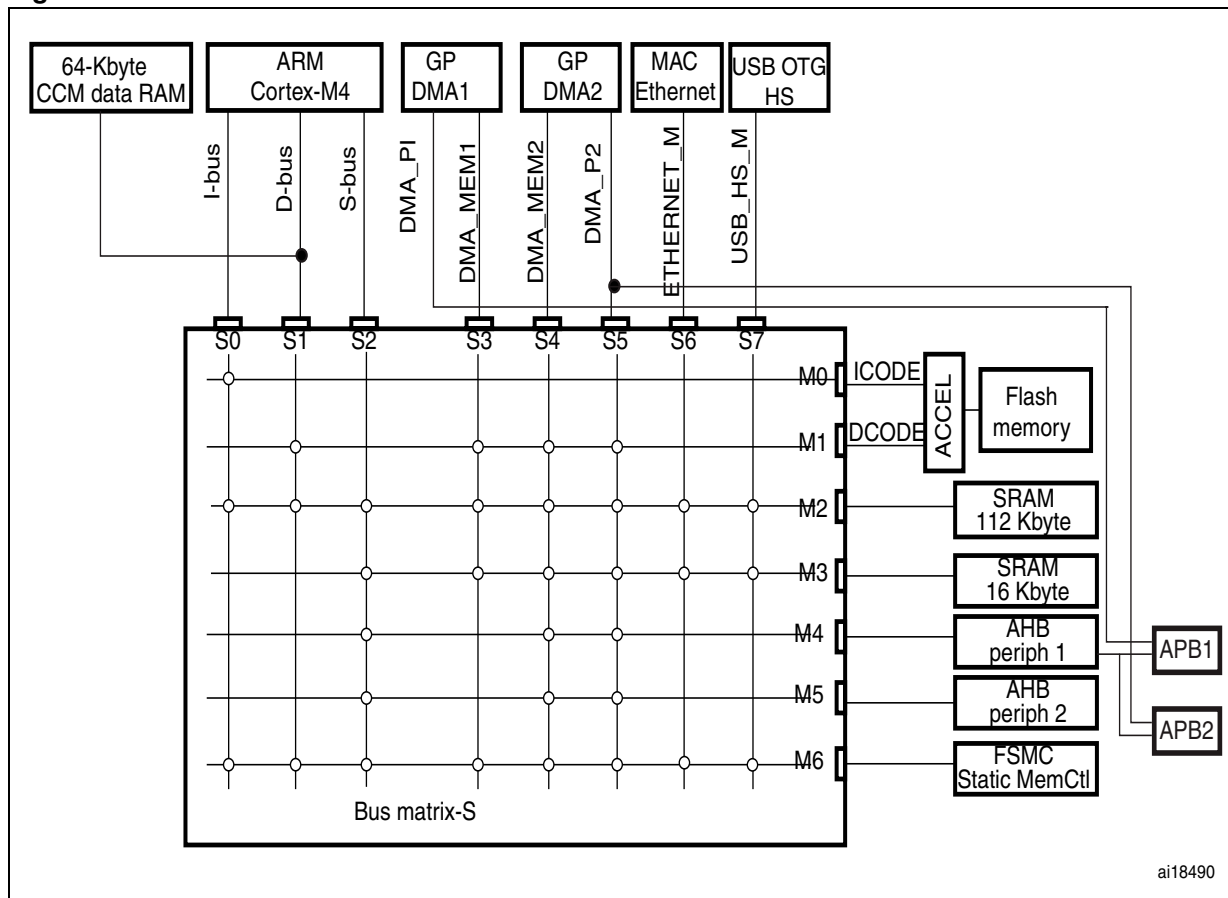 64-Kbyte
CCM data RAM
ARM
Cortex-M4
GP
DMA1
GP
DMA2
MAC
Ethernet
USB OTG
HS
I-bus
D-bus
S-bus
DMA_PI
DMA_MEM1
DMA_MEM2
DMA_P2
ETHERNET_M
USB_HS_M
S0
S1
S2
S3
S4
S5
S6
S7
M0
ICODE
M1
DCODE
ACCEL
Flash
memory
M2
SRAM
112 Kbyte
M3
SRAM
16 Kbyte
M4
AHB
periph 1
APB1
M5
AHB
periph 2
APB2
M6
FSMC
Static MemCtl
Bus matrix-S
ai18490